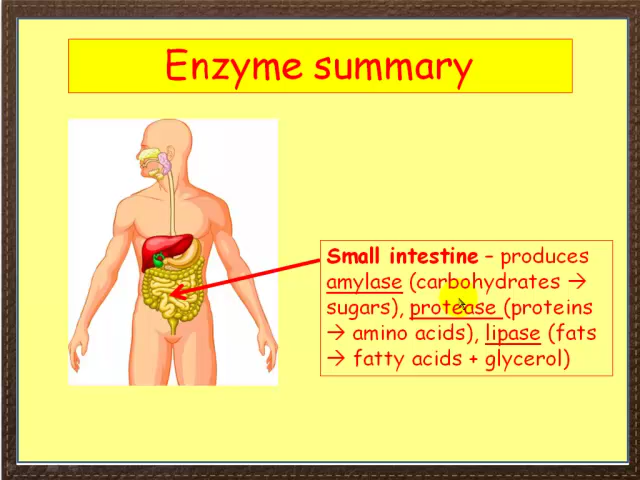 Enzyme summary
Small intestine – produces
amylase (carbohydrates →
sugars), protease (proteins
→ amino acids), lipase (fats
→ fatty acids + glycerol)